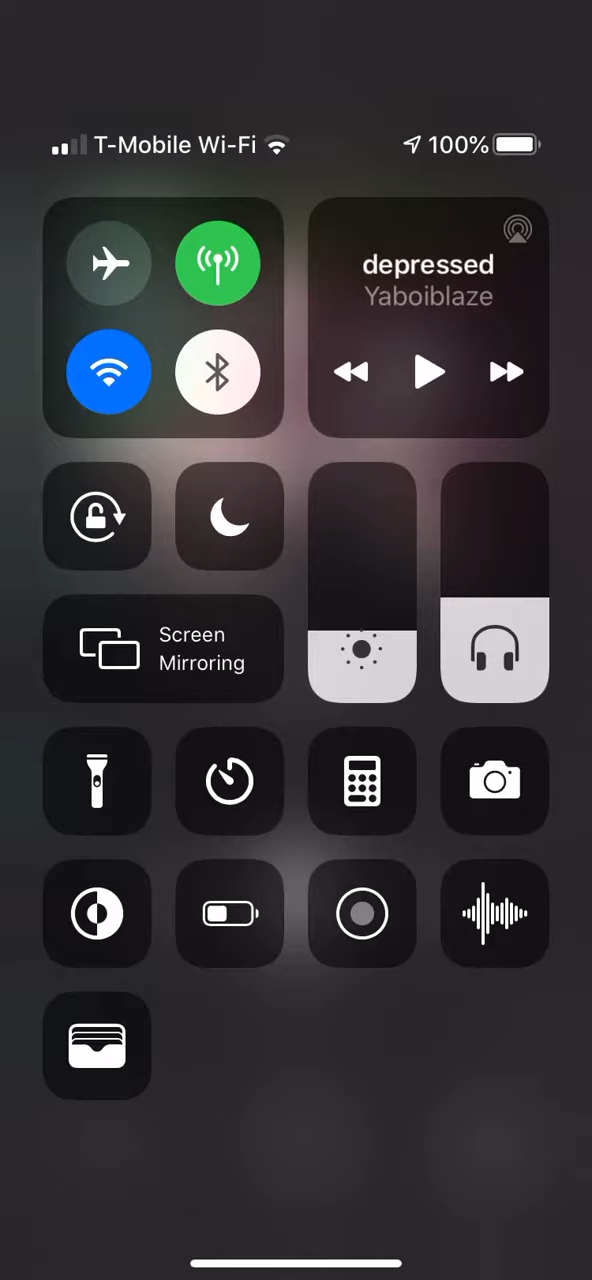 T-Mobile Wi-Fi 100%
depressed
Yaboiblaze
Screen
Mirroring